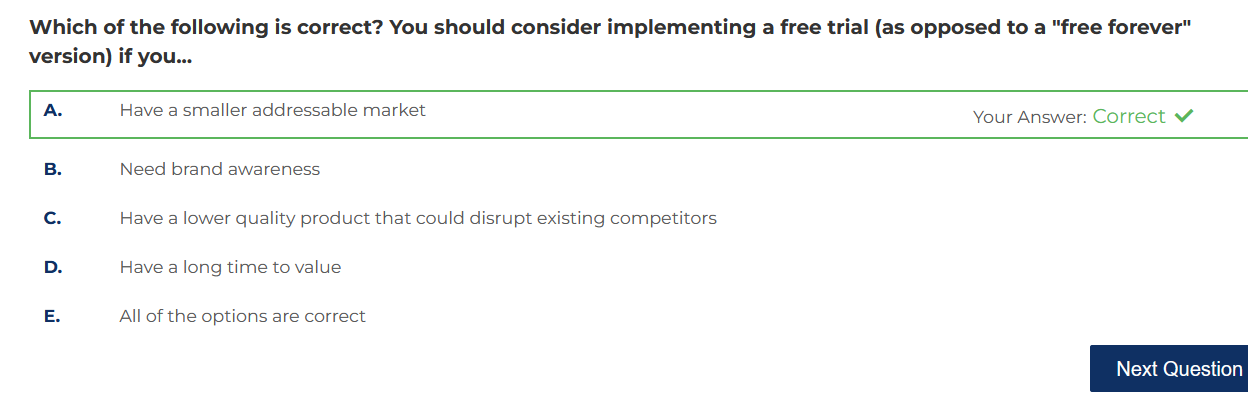 Which of the following is correct? You should consider implementing a free trial (as opposed to a "free forever"
version) if you...
A. Have a smaller addressable market Your Answer: Correct ✓
B. Need brand awareness
C. Have a lower quality product that could disrupt existing competitors
D. Have a long time to value
E. All of the options are correct
Next Question